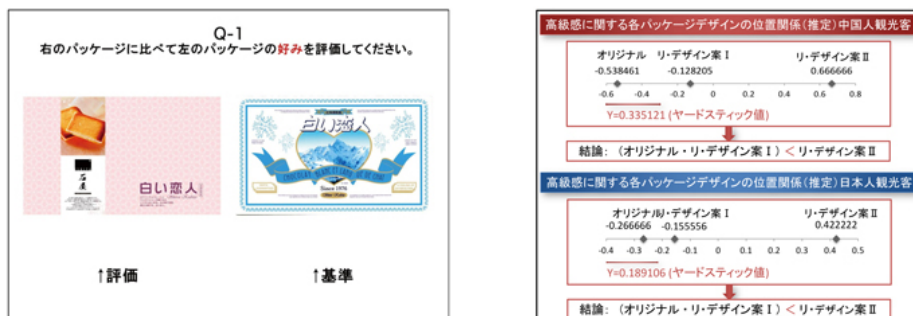 Q-1
右のパッケージに比べて左のパッケージの好みを評価してください。
石屋
白い恋人
白い恋人
Since 1976
↑評価
↑基準
高級感に関する各パッケージデザインの位置関係(推定)中国人観光客
オリジナル リ・デザイン案Ⅰ リ・デザイン案Ⅱ
-0.538461 -0.128205 0.666666
-0.6 -0.4 -0.2 0 0.2 0.4 0.6 0.8
Y=0.335121 (ヤードスティック値)
結論: (オリジナル・リ・デザイン案Ⅰ) < リ・デザイン案Ⅱ
高級感に関する各パッケージデザインの位置関係(推定)日本人観光客
オリジナル リ・デザイン案Ⅰ リ・デザイン案Ⅱ
-0.266666 -0.155556 0.422222
-0.4 -0.3 -0.2 -0.1 0 0.1 0.2 0.3 0.4 0.5
Y=0.189106 (ヤードスティック値)
結論: (オリジナル・リ・デザイン案Ⅰ) < リ・デザイン案Ⅱ